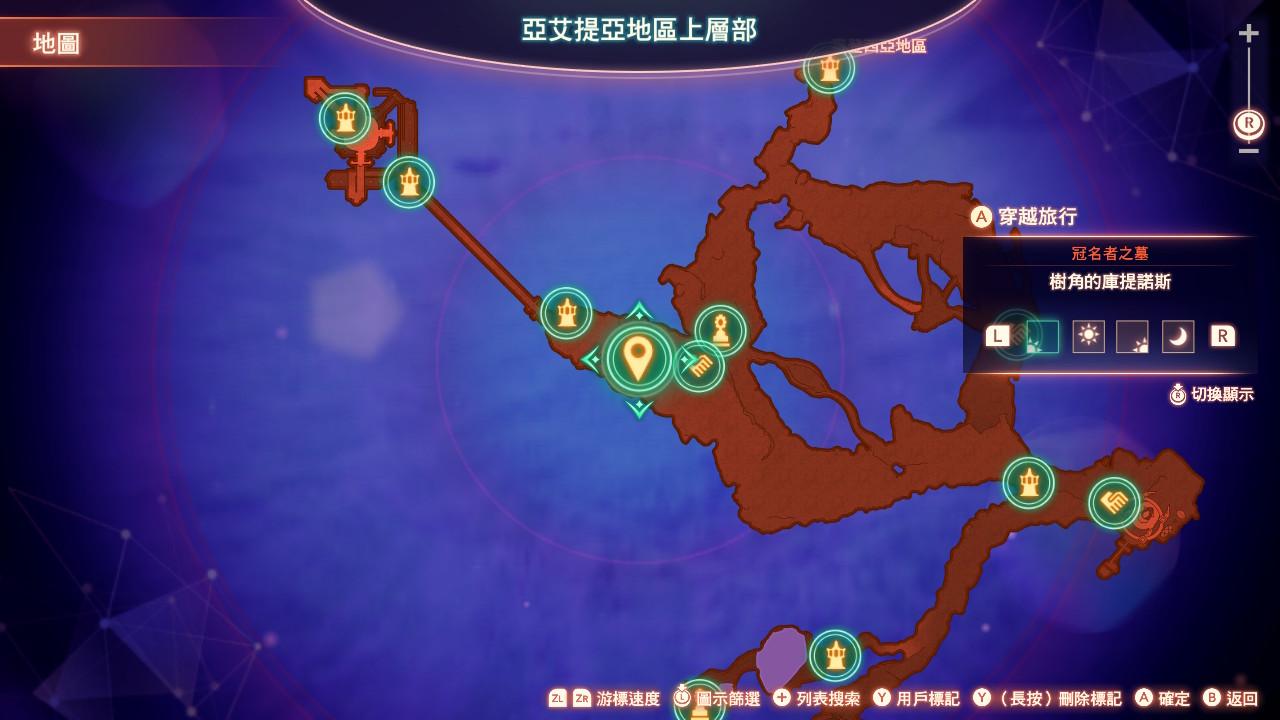 亞艾提亞地區上層部
地圖
西亞地區
R
A 穿越旅行
冠名者之墓
樹角的庫提諾斯
L R
R 切換顯示
ZL ZR 游標速度 L 圖示篩選 + 列表搜索 Y 用戶標記 Y （長按）刪除標記 A 確定 B 返回